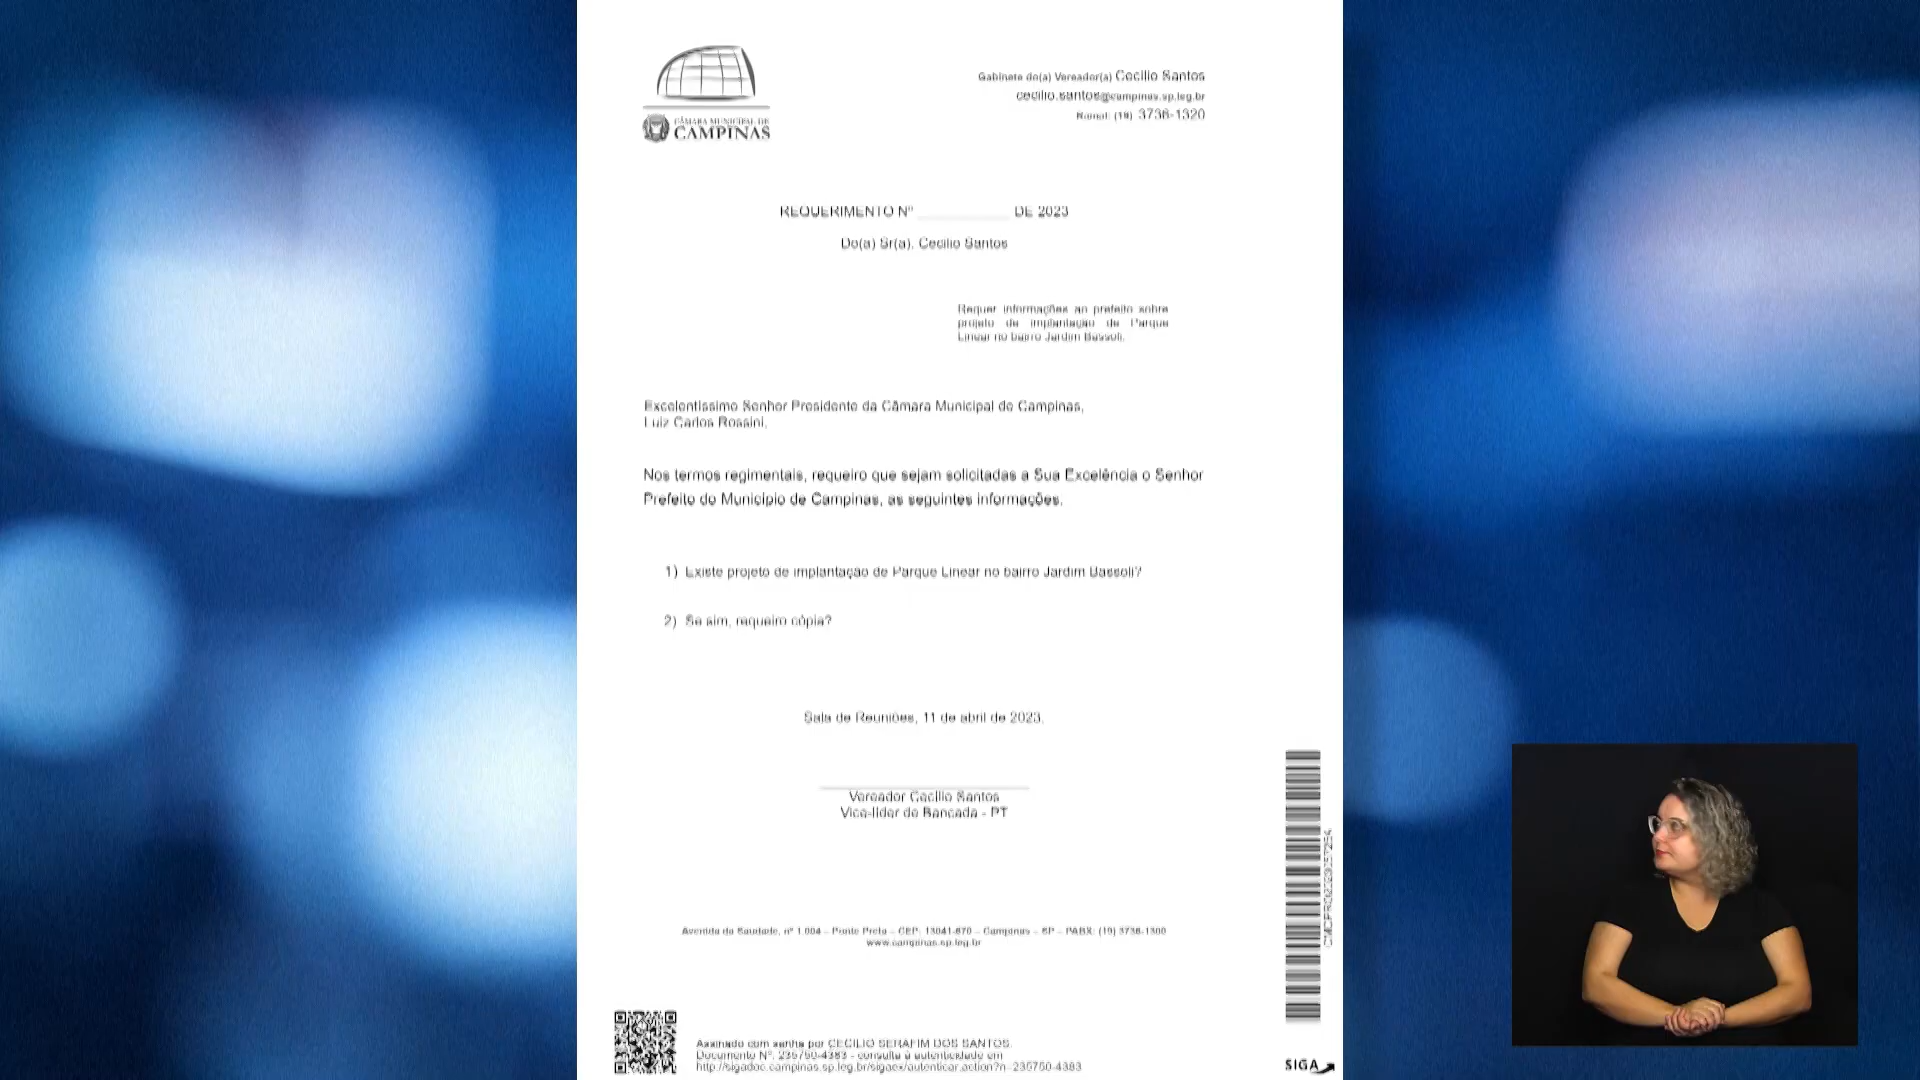 CÂMARA MUNICIPAL DE
CAMPINAS
Gabinete do(a) Vereador(a) Cecílio Santos
cecilio.santos@campinas.sp.leg.br
Ramal: (19) 3736-1320
REQUERIMENTO Nº ____________ DE 2023
Do(a) Sr(a). Cecílio Santos
Requer informações ao prefeito sobre
projeto de implantação de Parque
Linear no bairro Jardim Bassoli.
Excelentíssimo Senhor Presidente da Câmara Municipal de Campinas,
Luiz Carlos Rossini,
Nos termos regimentais, requeiro que sejam solicitadas a Sua Excelência o Senhor
Prefeito do Município de Campinas, as seguintes informações.
1) Existe projeto de implantação de Parque Linear no bairro Jardim Bassoli?
2) Se sim, requeiro cópia?
Sala de Reuniões, 11 de abril de 2023.
Vereador Cecílio Santos
Vice-líder de Bancada - PT
Avenida da Saudade, nº 1.004 – Ponte Preta – CEP: 13041-670 – Campinas – SP – PABX: (19) 3736-1300
www.campinas.sp.leg.br
Assinado com senha por CECILIO SERAFIM DOS SANTOS.
Documento Nº: 235750-4383 - consulta à autenticidade em
http://sigadoc.campinas.sp.leg.br/sigaex/autenticar.action?n=235750-4383
SIGA